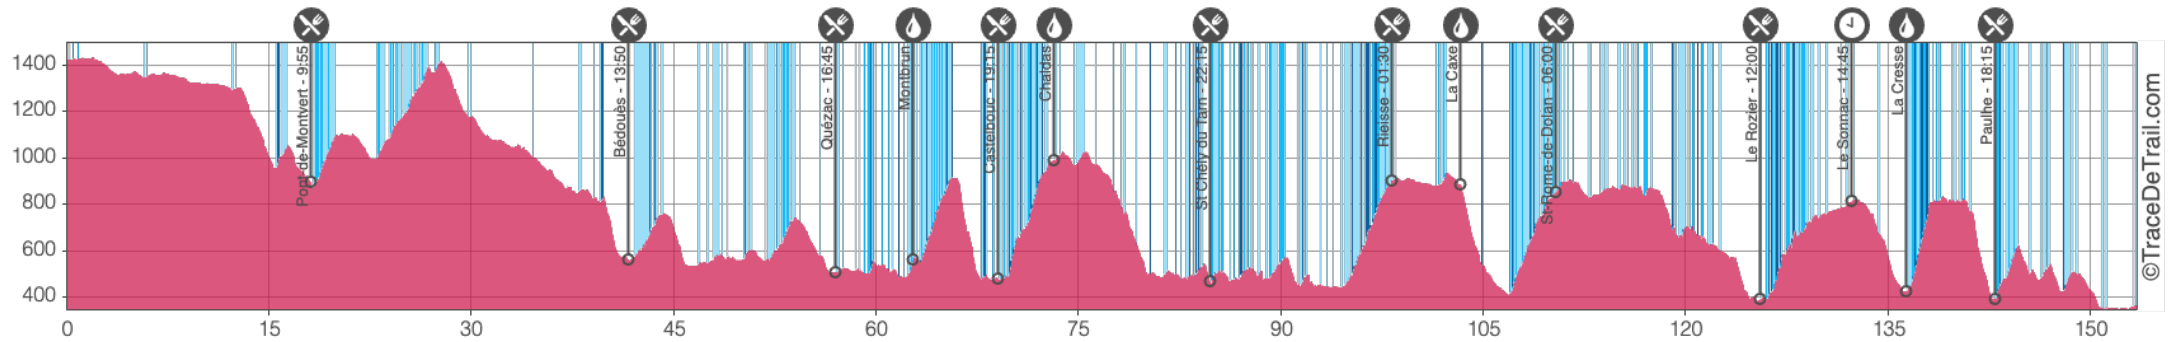 Pont-de-Montvert - 9:55
Bédouès - 13:50
Quézac - 16:45
Montbrun
Castelbouc - 19:15
Chaldas
St Chély du Tarn - 22:15
Rieisse - 01:30
La Caxe
St-Rome-de-Dolan - 06:00
Le Rozier - 12:00
Le Sonnac - 14:45
La Cresse
Paulhe - 18:15
1400
1200
1000
800
600
400
0 15 30 45 60 75 90 105 120 135 150
©TraceDeTrail.com